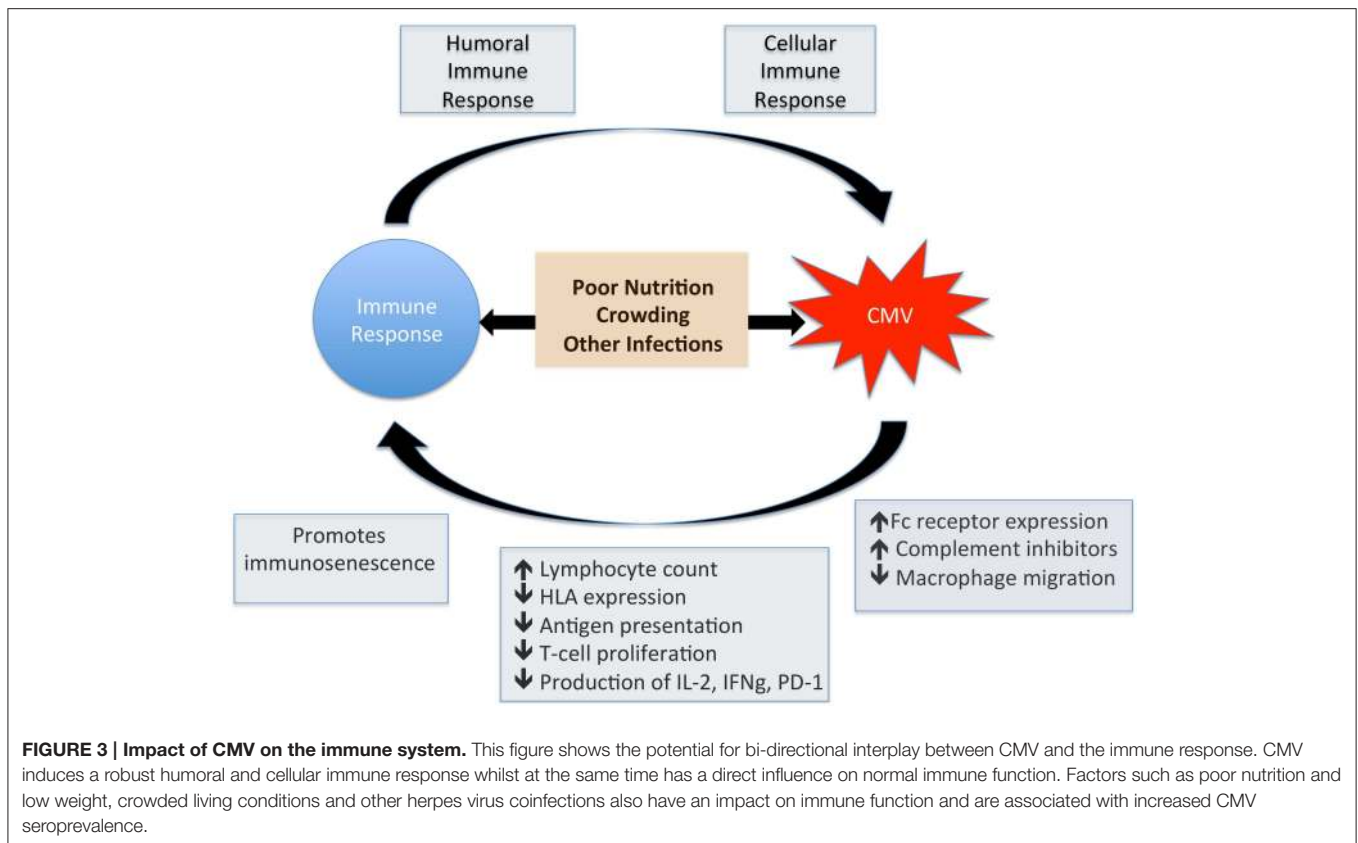 Humoral
Immune
Response
Cellular
Immune
Response
Immune
Response
Poor Nutrition
Crowding
Other Infections
CMV
Promotes
immunosenescence
↑ Lymphocyte count
↓ HLA expression
↓ Antigen presentation
↓ T-cell proliferation
↓ Production of IL-2, IFNg, PD-1
↑Fc receptor expression
↑ Complement inhibitors
↓ Macrophage migration
FIGURE 3 | Impact of CMV on the immune system. This figure shows the potential for bi-directional interplay between CMV and the immune response. CMV
induces a robust humoral and cellular immune response whilst at the same time has a direct influence on normal immune function. Factors such as poor nutrition and
low weight, crowded living conditions and other herpes virus coinfections also have an impact on immune function and are associated with increased CMV
seroprevalence.